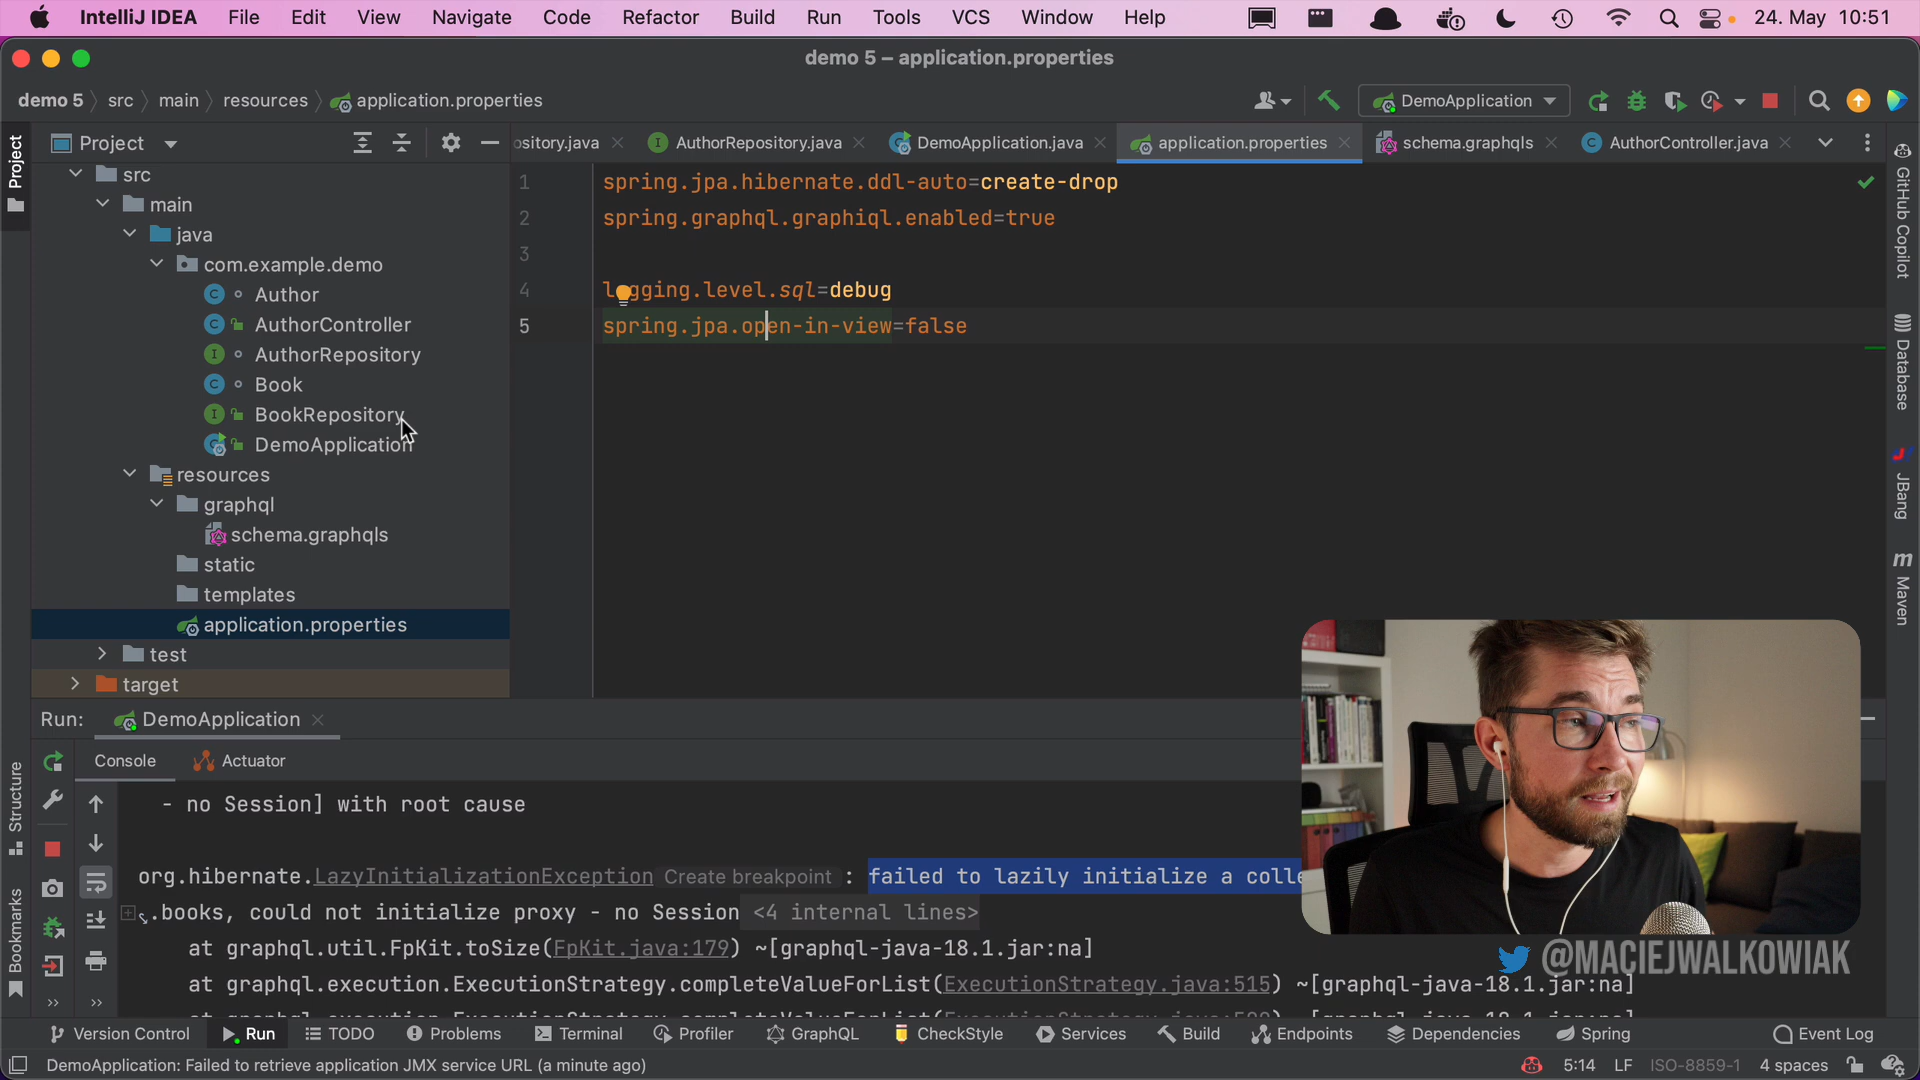 IntelliJ IDEA File Edit View Navigate Code Refactor Build Run Tools VCS Window Help 24. May 10:51
demo 5 – application.properties
demo 5 src main resources application.properties DemoApplication
Project
ository.java AuthorRepository.java DemoApplication.java application.properties schema.graphqls AuthorController.java
Project
src
main
java
com.example.demo
Author
AuthorController
AuthorRepository
Book
BookRepository
DemoApplication
resources
graphql
schema.graphqls
static
templates
application.properties
test
target
1 spring.jpa.hibernate.ddl-auto=create-drop
2 spring.graphql.graphiql.enabled=true
3
4 logging.level.sql=debug
5 spring.jpa.open-in-view=false
GitHub Copilot
Database
JBang
Maven
Structure
Bookmarks
Run: DemoApplication
Console Actuator
- no Session] with root cause
org.hibernate.LazyInitializationException Create breakpoint : failed to lazily initialize a colle
.books, could not initialize proxy - no Session <4 internal lines>
at graphql.util.FpKit.toSize(FpKit.java:179) ~[graphql-java-18.1.jar:na]
at graphql.execution.ExecutionStrategy.completeValueForList(ExecutionStrategy.java:515) ~[graphql-java-18.1.jar:na]
@MACIEJWALKOWIAK
Version Control Run TODO Problems Terminal Profiler GraphQL CheckStyle Services Build Endpoints Dependencies Spring Event Log
DemoApplication: Failed to retrieve application JMX service URL (a minute ago) 5:14 LF ISO-8859-1 4 spaces